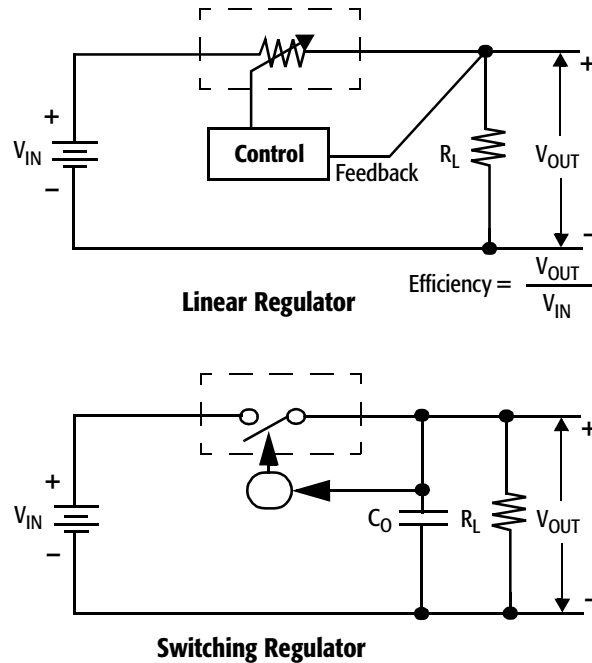 +
+
Control
V_IN
R_L
V_OUT
Feedback
−
−
Efficiency = V_OUT / V_IN
Linear Regulator
+
+
V_IN
C_O
R_L
V_OUT
−
−
Switching Regulator